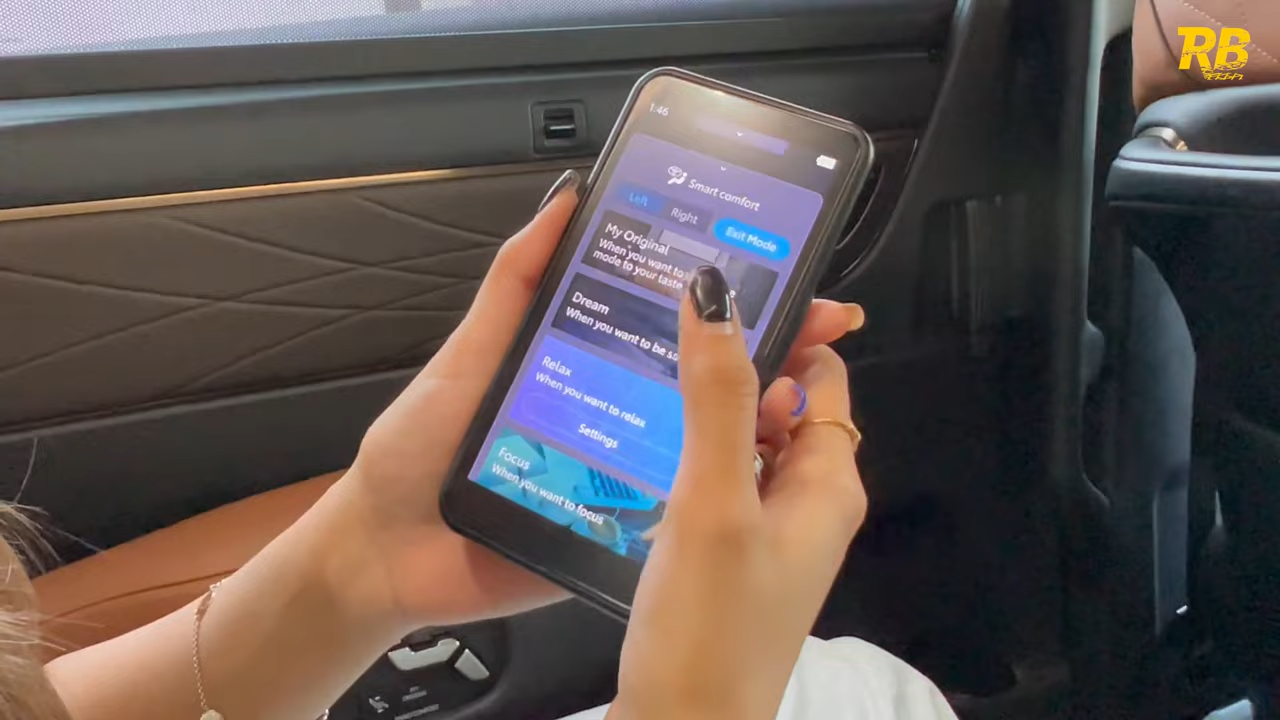 RB
1:46
Smart comfort
Left Right Exit Mode
My Original
When you want to
mode to your taste
Dream
When you want to be so
Relax
When you want to relax
Settings
Focus
When you want to focus